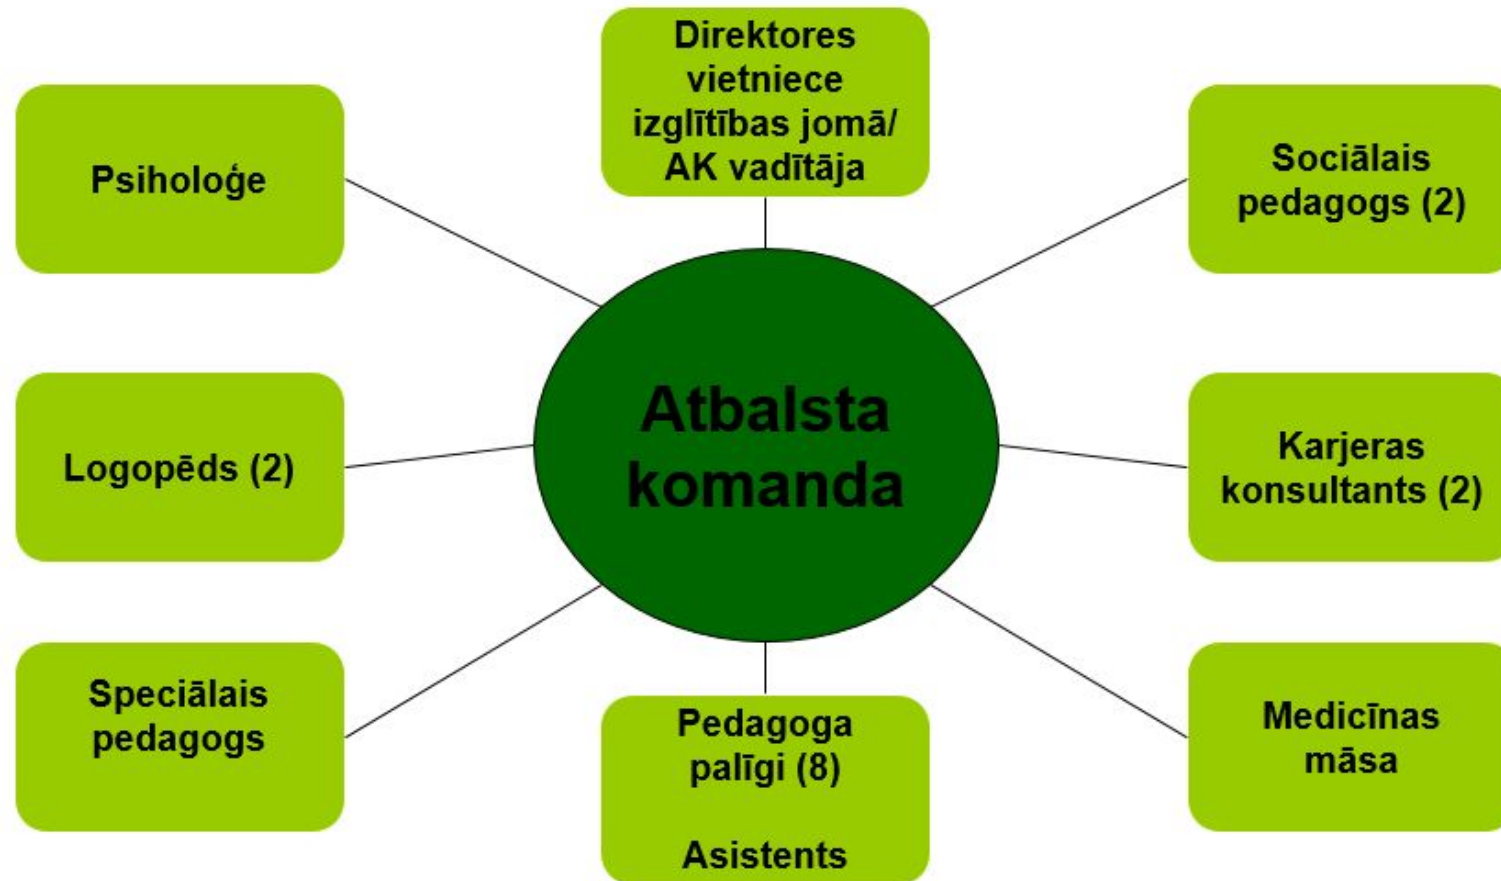 Direktores
vietniece
izglītības jomā/
AK vadītāja
Psiholoģe
Sociālais
pedagogs (2)
Atbalsta
komanda
Logopēds (2)
Karjeras
konsultants (2)
Speciālais
pedagogs
Pedagoga
palīgi (8)
Asistents
Medicīnas
māsa